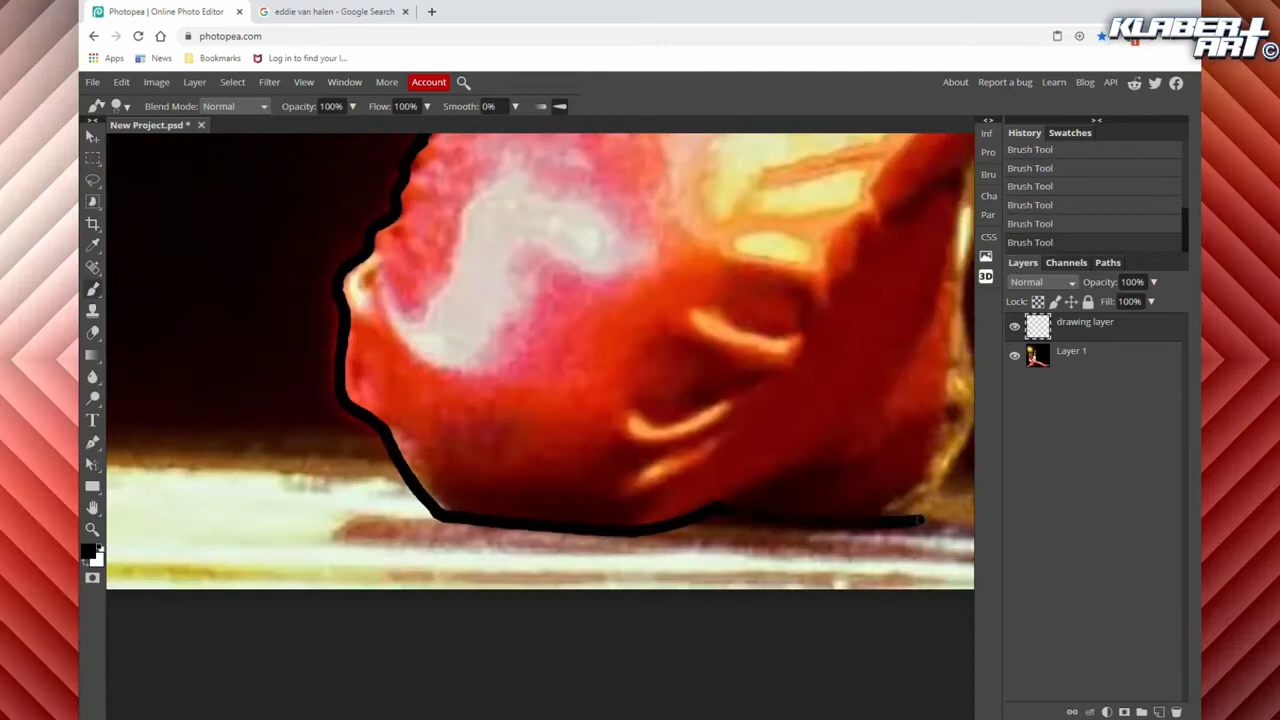 Photopea | Online Photo Editor
eddie van halen - Google Search
KLABER+
ART ©
photopea.com
Apps News Bookmarks Log in to find your l...
File Edit Image Layer Select Filter View Window More Account
About Report a bug Learn Blog API
Blend Mode: Normal Opacity: 100% Flow: 100% Smooth: 0%
New Project.psd *
Inf
Pro
Bru
Cha
Par
CSS
3D
History Swatches
Brush Tool
Brush Tool
Brush Tool
Brush Tool
Brush Tool
Brush Tool
Layers Channels Paths
Normal Opacity: 100%
Lock: Fill: 100%
drawing layer
Layer 1
eff